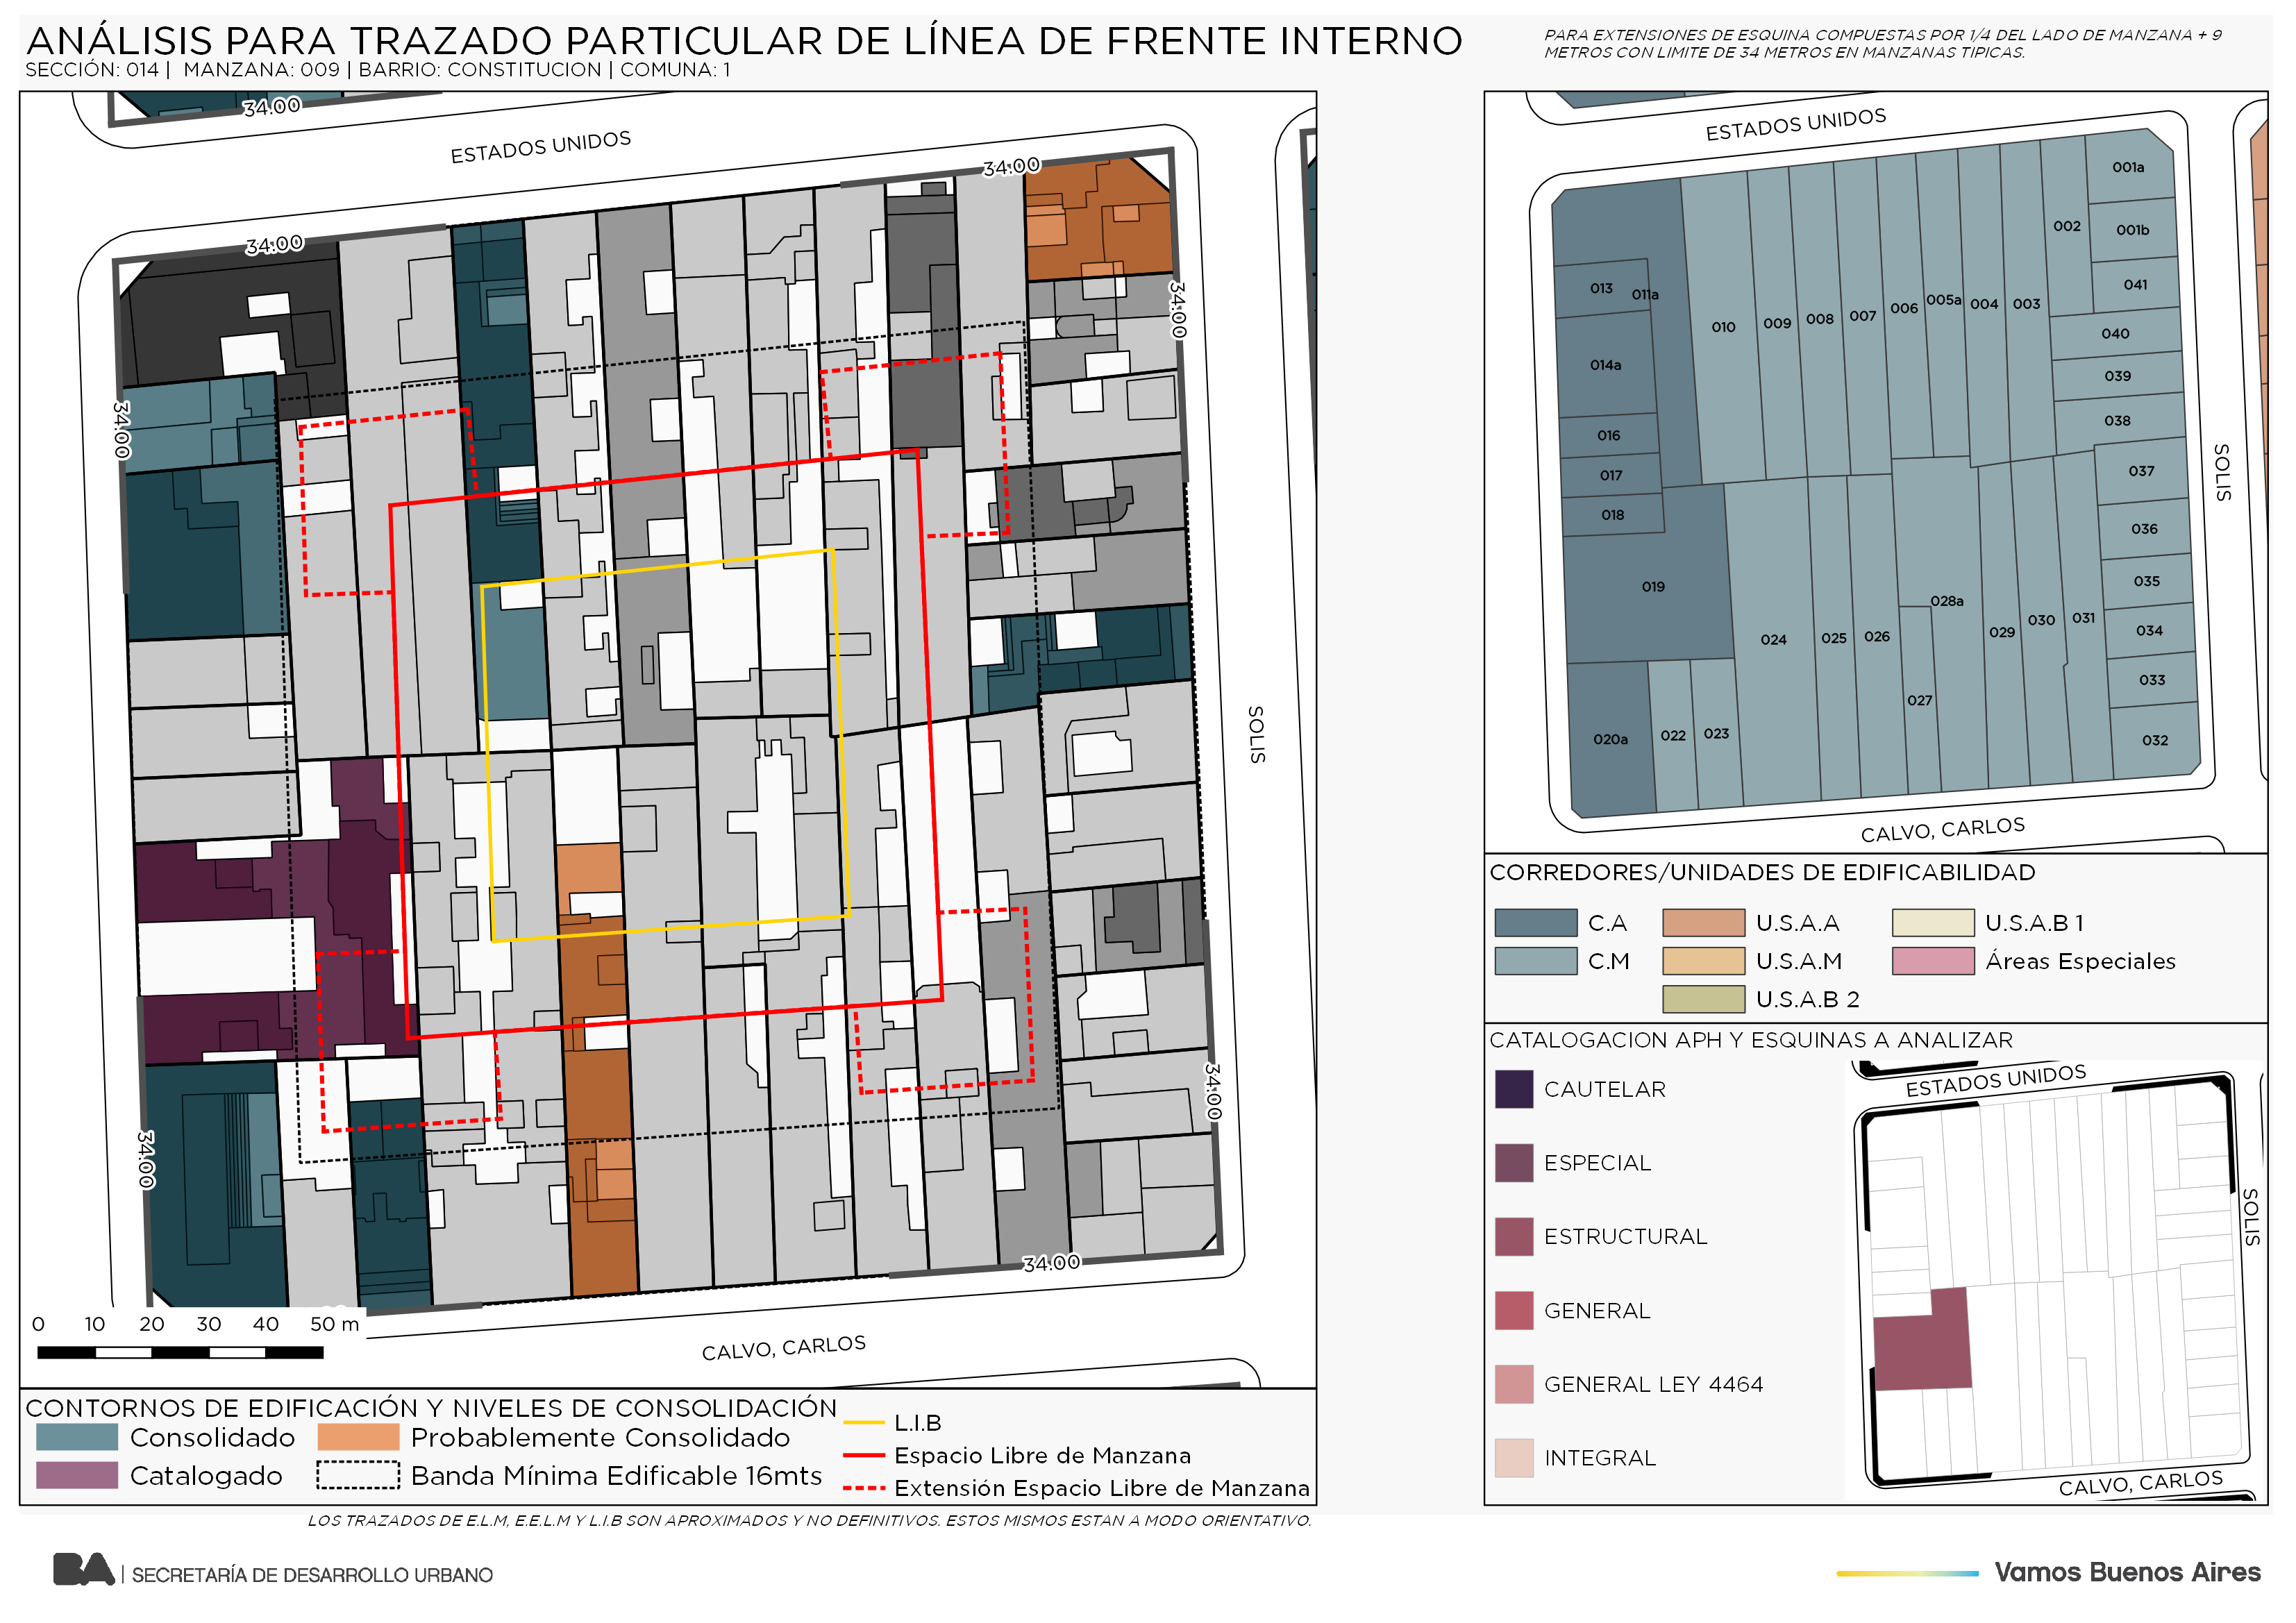 ANÁLISIS PARA TRAZADO PARTICULAR DE LÍNEA DE FRENTE INTERNO
SECCIÓN: 014 | MANZANA: 009 | BARRIO: CONSTITUCION | COMUNA: 1
PARA EXTENSIONES DE ESQUINA COMPUESTAS POR 1/4 DEL LADO DE MANZANA + 9
METROS CON LIMITE DE 34 METROS EN MANZANAS TIPICAS.
34.00
ESTADOS UNIDOS
34.00
34.00
34.00
34.00
SOLIS
34.00
34.00
34.00
CALVO, CARLOS
0 10 20 30 40 50 m
CONTORNOS DE EDIFICACIÓN Y NIVELES DE CONSOLIDACIÓN
Consolidado
Probablemente Consolidado
Catalogado
Banda Mínima Edificable 16mts
L.I.B
Espacio Libre de Manzana
Extensión Espacio Libre de Manzana
LOS TRAZADOS DE E.L.M, E.E.L.M Y L.I.B SON APROXIMADOS Y NO DEFINITIVOS. ESTOS MISMOS ESTAN A MODO ORIENTATIVO.
ESTADOS UNIDOS
001a
002
001b
013
011a
041
010
009
008
007
006
005a
004
003
040
014a
039
016
038
017
037
018
036
019
035
028a
024
025
026
029
030
031
034
033
027
020a
022
023
032
SOLIS
CALVO, CARLOS
CORREDORES/UNIDADES DE EDIFICABILIDAD
C.A
U.S.A.A
U.S.A.B 1
C.M
U.S.A.M
Áreas Especiales
U.S.A.B 2
CATALOGACION APH Y ESQUINAS A ANALIZAR
CAUTELAR
ESPECIAL
ESTRUCTURAL
GENERAL
GENERAL LEY 4464
INTEGRAL
ESTADOS UNIDOS
SOLIS
CALVO, CARLOS
BA | SECRETARÍA DE DESARROLLO URBANO
Vamos Buenos Aires